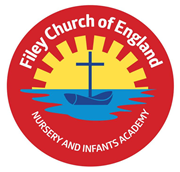 Filey Church of England
NURSERY AND INFANTS ACADEMY